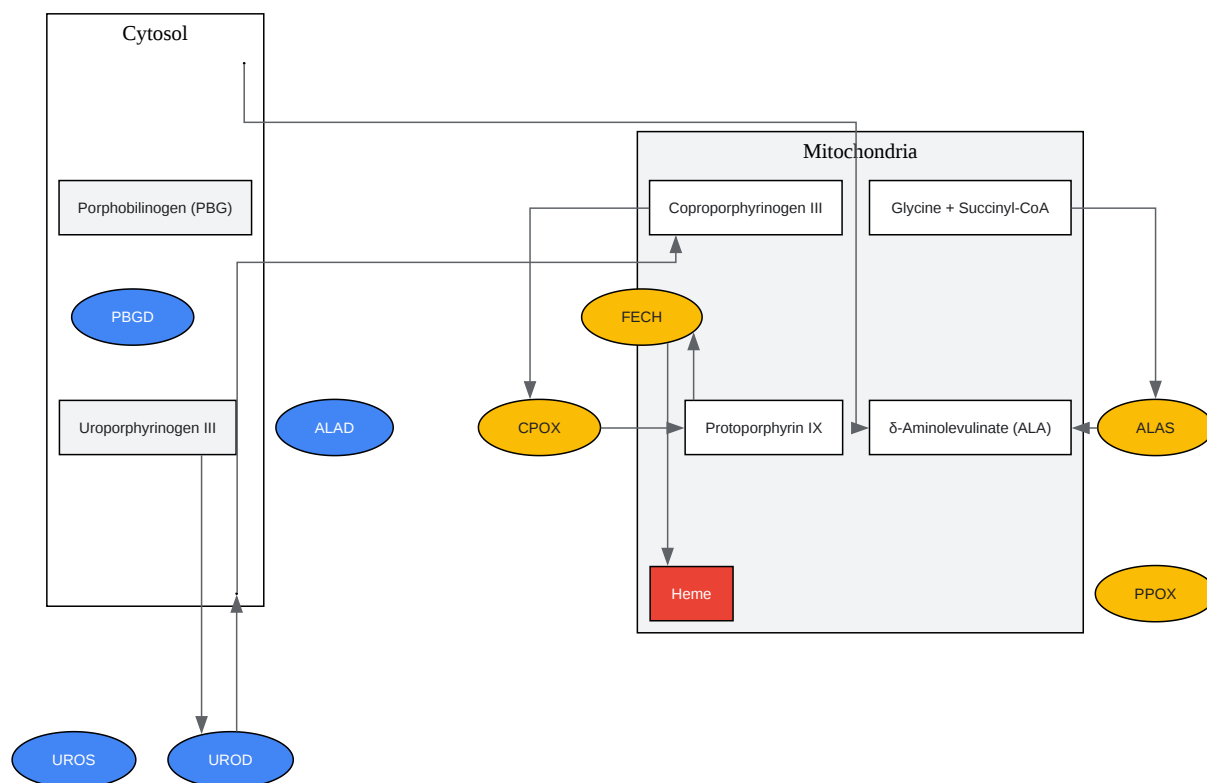 Cytosol
Mitochondria
Porphobilinogen (PBG)
Coproporphyrinogen III
Glycine + Succinyl-CoA
PBGD
FECH
Uroporphyrinogen III
ALAD
CPOX
Protoporphyrin IX
δ-Aminolevulinate (ALA)
ALAS
Heme
PPOX
UROS
UROD